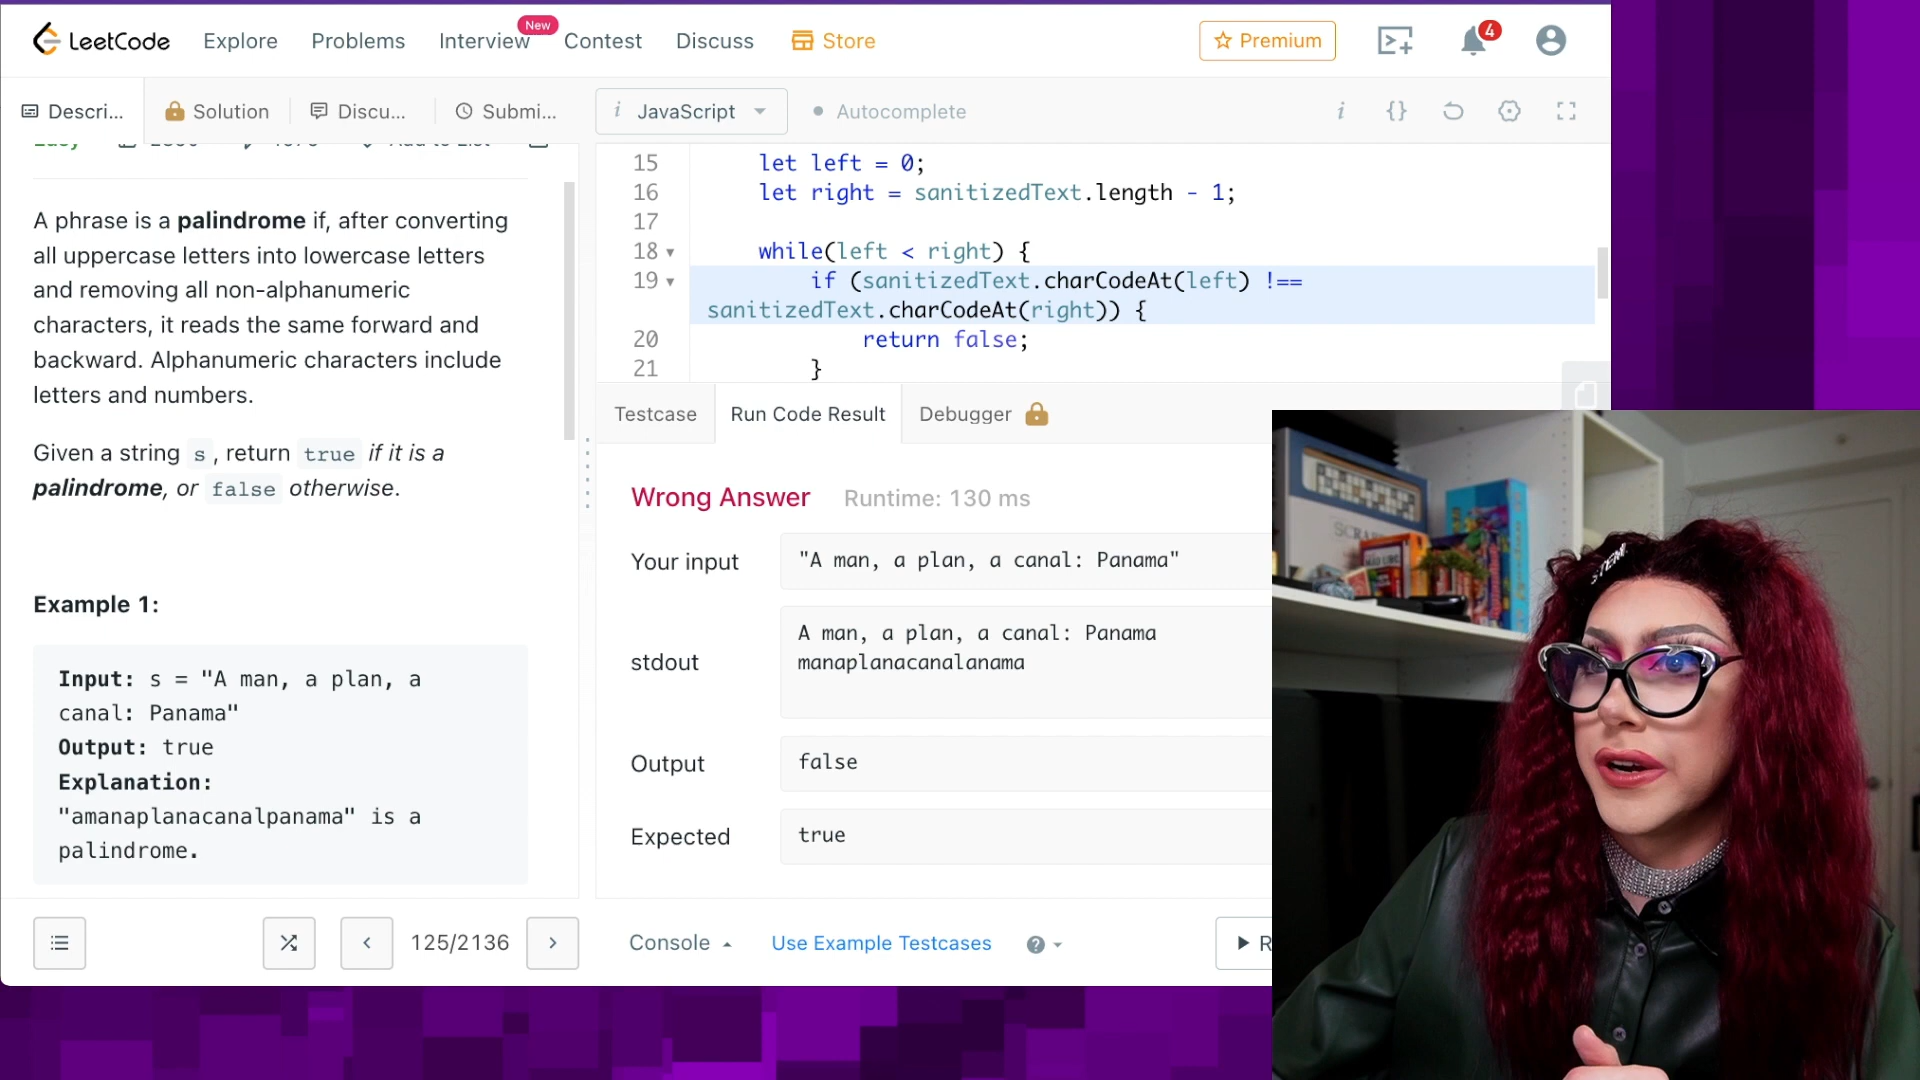 LeetCode Explore Problems Interview New Contest Discuss Store Premium 4
Descri... Solution Discu... Submi... i JavaScript Autocomplete i {}
Add to List
A phrase is a palindrome if, after converting
all uppercase letters into lowercase letters
and removing all non-alphanumeric
characters, it reads the same forward and
backward. Alphanumeric characters include
letters and numbers.
Given a string s, return true if it is a
palindrome, or false otherwise.
Example 1:
Input: s = "A man, a plan, a
canal: Panama"
Output: true
Explanation:
"amanaplanacanalpanama" is a
palindrome.
125/2136
15 let left = 0;
16 let right = sanitizedText.length - 1;
17
18 while(left < right) {
19 if (sanitizedText.charCodeAt(left) !==
sanitizedText.charCodeAt(right)) {
20 return false;
21 }
Testcase Run Code Result Debugger
Wrong Answer Runtime: 130 ms
Your input "A man, a plan, a canal: Panama"
stdout
A man, a plan, a canal: Panama
manaplanacanalanama
Output false
Expected true
Console Use Example Testcases ? R
STEM